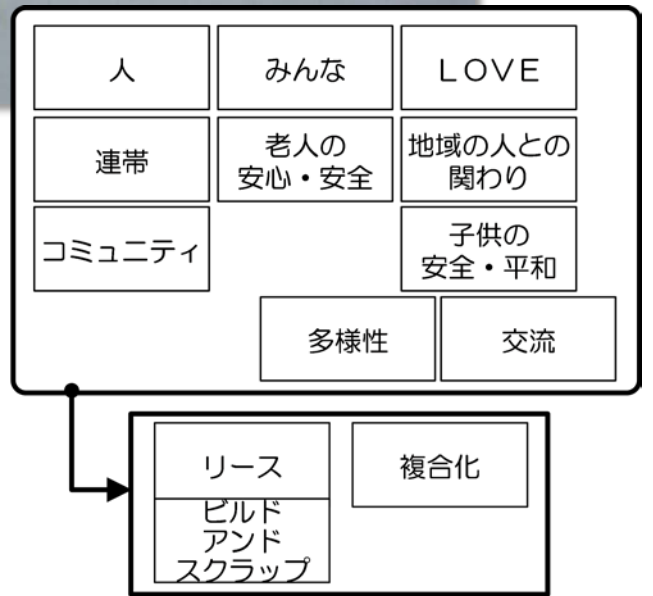 人
みんな
ＬＯＶＥ
連帯
老人の
安心・安全
地域の人との
関わり
コミュニティ
子供の
安全・平和
多様性
交流
リース
ビルド
アンド
スクラップ
複合化